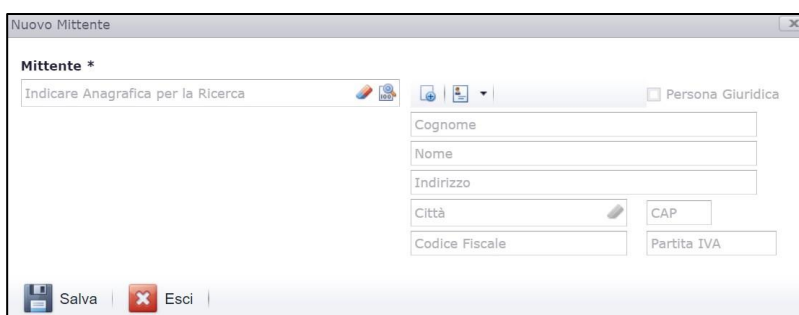 Nuovo Mittente
Mittente *
Indicare Anagrafica per la Ricerca
Persona Giuridica
Cognome
Nome
Indirizzo
Città
CAP
Codice Fiscale
Partita IVA
Salva
Esci